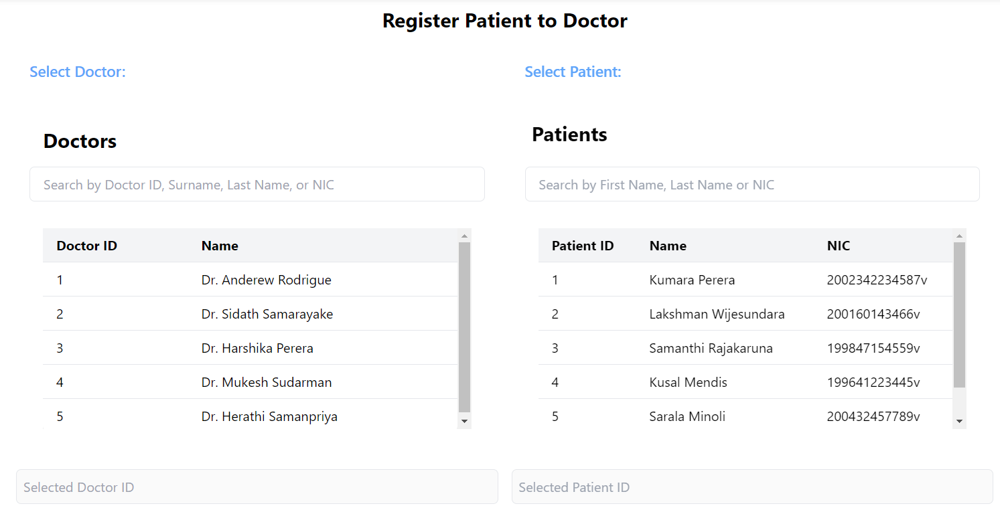 Register Patient to Doctor
Select Doctor:
Select Patient:
Doctors
Patients
Search by Doctor ID, Surname, Last Name, or NIC
Search by First Name, Last Name or NIC
Doctor ID Name
1 Dr. Anderew Rodrigue
2 Dr. Sidath Samarayake
3 Dr. Harshika Perera
4 Dr. Mukesh Sudarman
5 Dr. Herathi Samanpriya
Patient ID Name NIC
1 Kumara Perera 2002342234587v
2 Lakshman Wijesundara 200160143466v
3 Samanthi Rajakaruna 199847154559v
4 Kusal Mendis 199641223445v
5 Sarala Minoli 200432457789v
Selected Doctor ID
Selected Patient ID